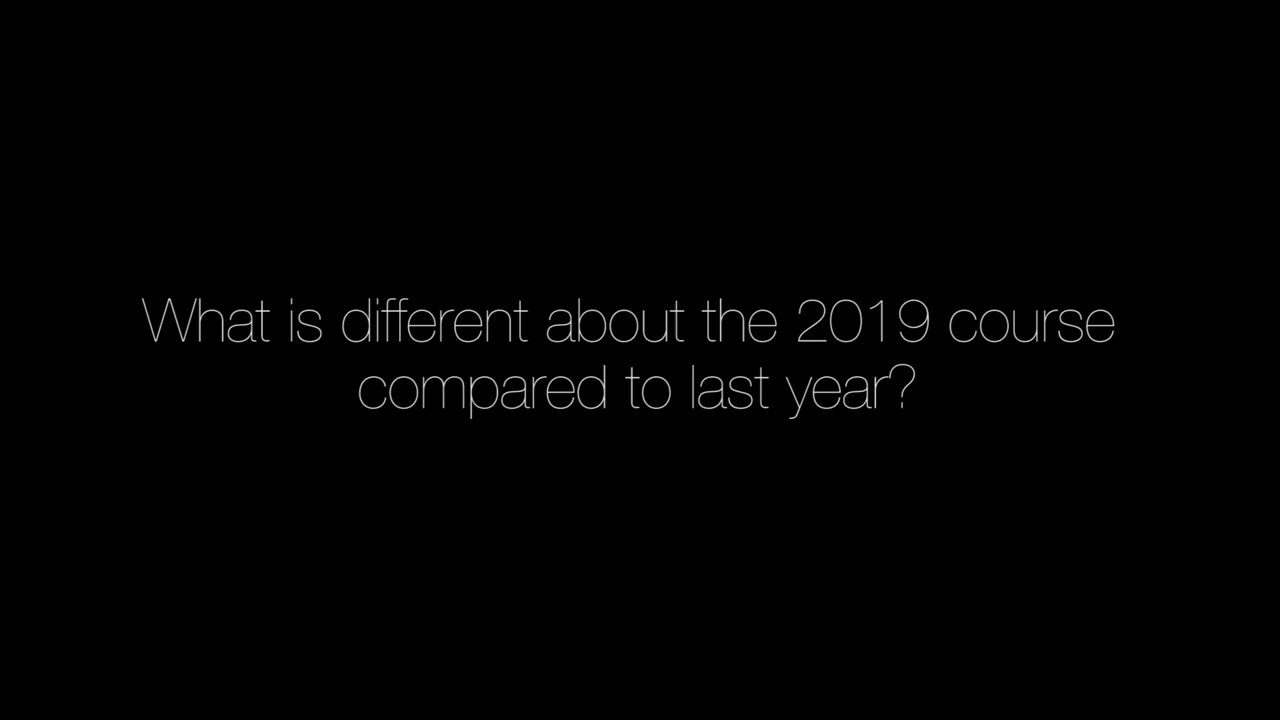 What is different about the 2019 course
compared to last year?